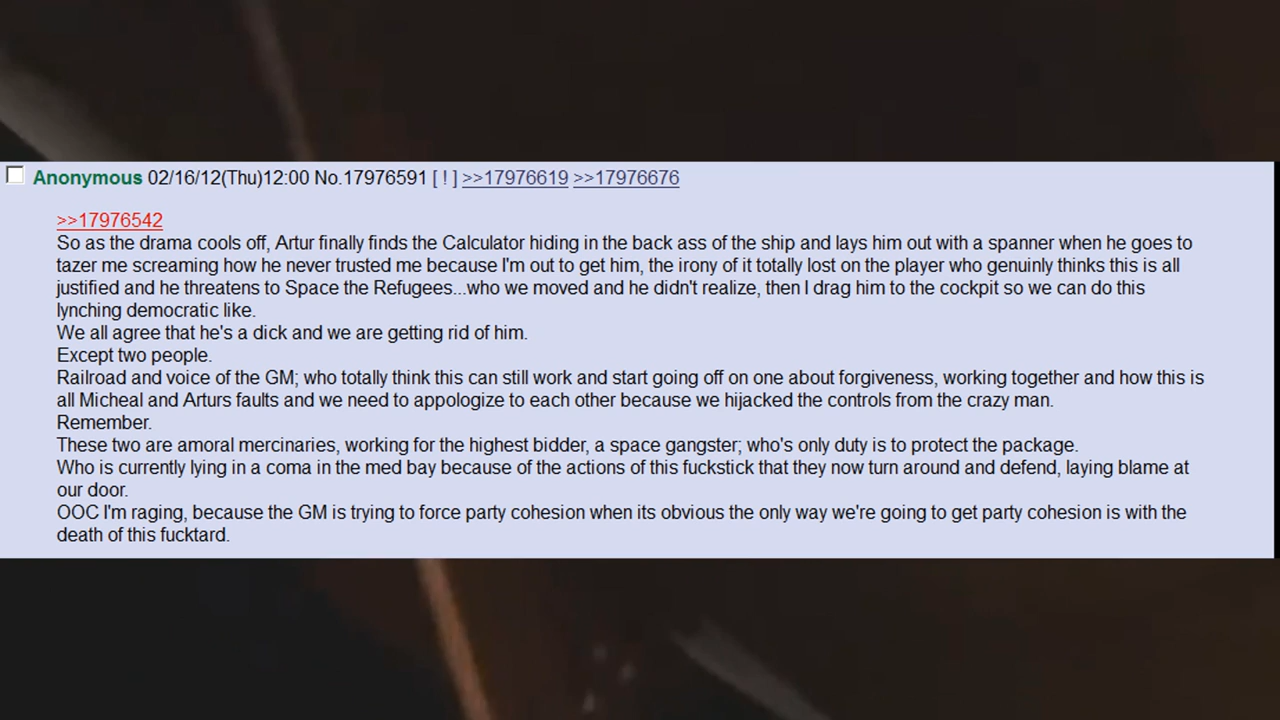 Anonymous 02/16/12(Thu)12:00 No.17976591 [ ! ] >>17976619 >>17976676
>>17976542
So as the drama cools off, Artur finally finds the Calculator hiding in the back ass of the ship and lays him out with a spanner when he goes to
tazer me screaming how he never trusted me because I'm out to get him, the irony of it totally lost on the player who genuinly thinks this is all
justified and he threatens to Space the Refugees...who we moved and he didn't realize, then I drag him to the cockpit so we can do this
lynching democratic like.
We all agree that he's a dick and we are getting rid of him.
Except two people.
Railroad and voice of the GM; who totally think this can still work and start going off on one about forgiveness, working together and how this is
all Micheal and Arturs faults and we need to appologize to each other because we hijacked the controls from the crazy man.
Remember.
These two are amoral mercinaries, working for the highest bidder, a space gangster; who's only duty is to protect the package.
Who is currently lying in a coma in the med bay because of the actions of this fuckstick that they now turn around and defend, laying blame at
our door.
OOC I'm raging, because the GM is trying to force party cohesion when its obvious the only way we're going to get party cohesion is with the
death of this fucktard.